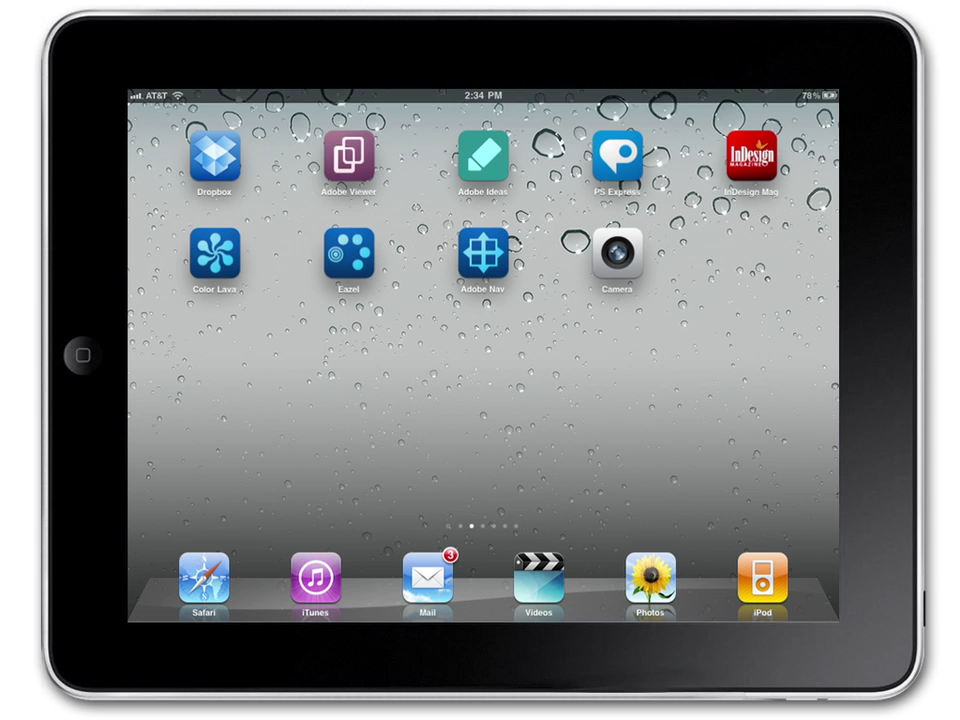 AT&T 2:34 PM 78%
Dropbox Adobe Viewer Adobe Ideas PS Express InDesign Mag
InDesign
MAGAZINE
Color Lava Eazel Adobe Nav Camera
3
Safari iTunes Mail Videos Photos iPod